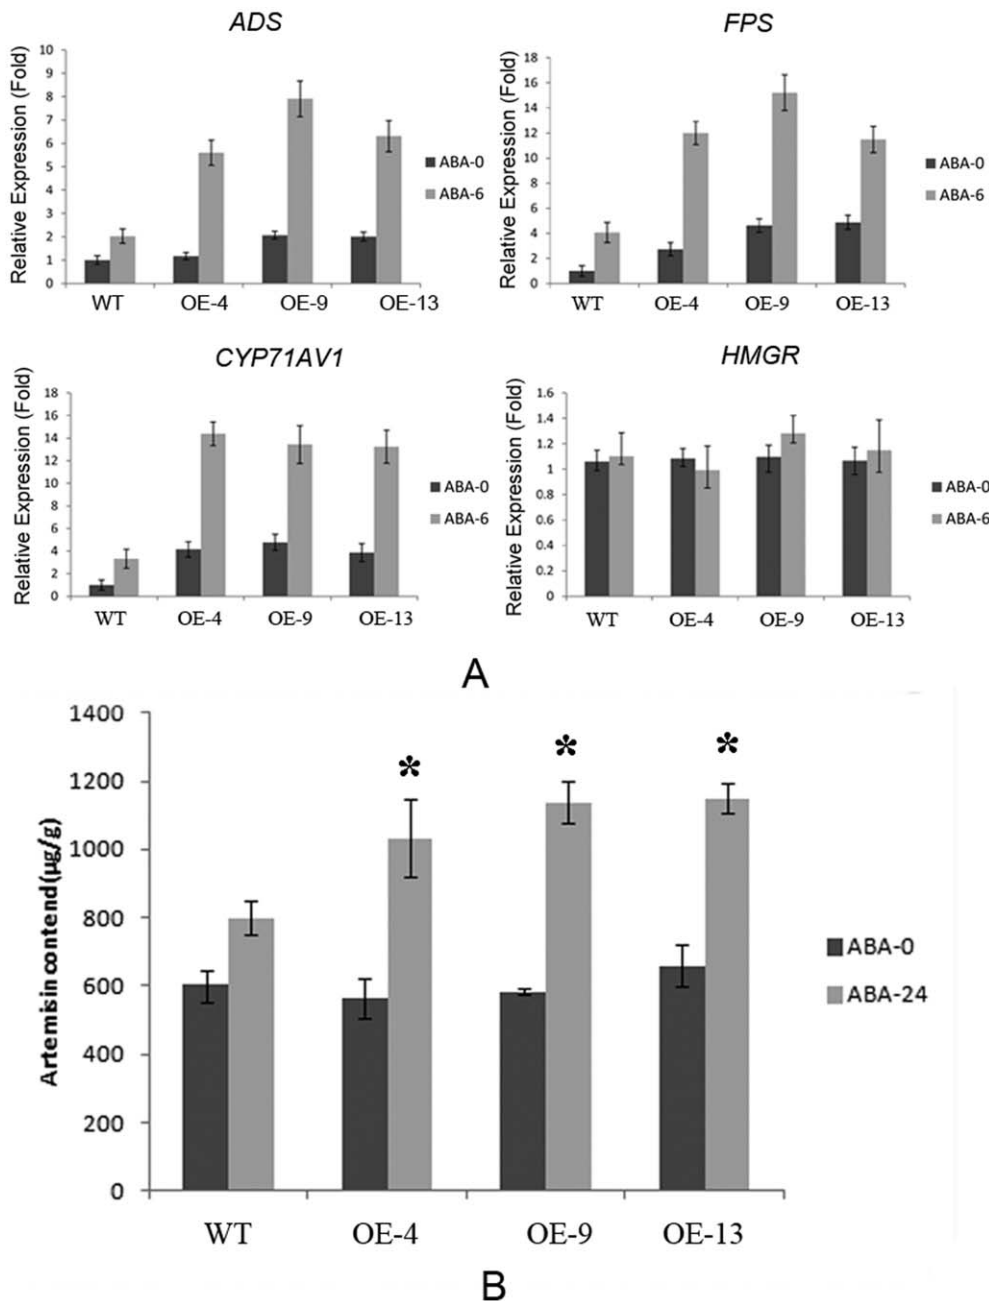 ADS
Relative Expression (Fold)
10
9
8
7
6
5
4
3
2
1
0
WT OE-4 OE-9 OE-13
ABA-0
ABA-6
FPS
Relative Expression (Fold)
18
16
14
12
10
8
6
4
2
0
WT OE-4 OE-9 OE-13
ABA-0
ABA-6
CYP71AV1
Relative Expression (Fold)
18
16
14
12
10
8
6
4
2
0
WT OE-4 OE-9 OE-13
ABA-0
ABA-6
HMGR
Relative Expression (Fold)
1.6
1.4
1.2
1
0.8
0.6
0.4
0.2
0
WT OE-4 OE-9 OE-13
ABA-0
ABA-6
A
Artemisin contend(µg/g)
1400
1200
1000
800
600
400
200
0
* * *
WT OE-4 OE-9 OE-13
ABA-0
ABA-24
B